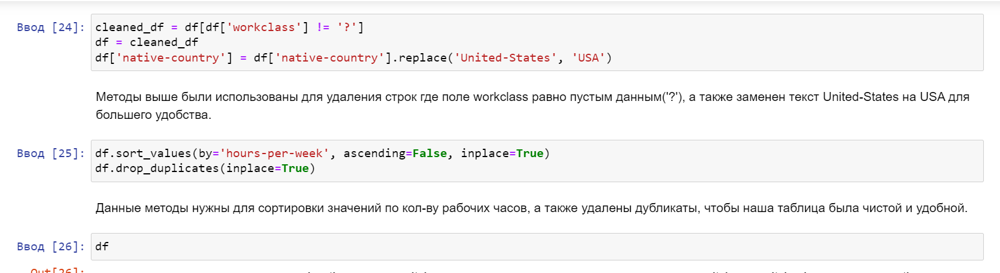 Ввод [24]: cleaned_df = df[df['workclass'] != '?']
df = cleaned_df
df['native-country'] = df['native-country'].replace('United-States', 'USA')
Методы выше были использованы для удаления строк где поле workclass равно пустым данным('?'), а также заменен текст United-States на USA для
большего удобства.
Ввод [25]: df.sort_values(by='hours-per-week', ascending=False, inplace=True)
df.drop_duplicates(inplace=True)
Данные методы нужны для сортировки значений по кол-ву рабочих часов, а также удалены дубликаты, чтобы наша таблица была чистой и удобной.
Ввод [26]: df
Out[26]: